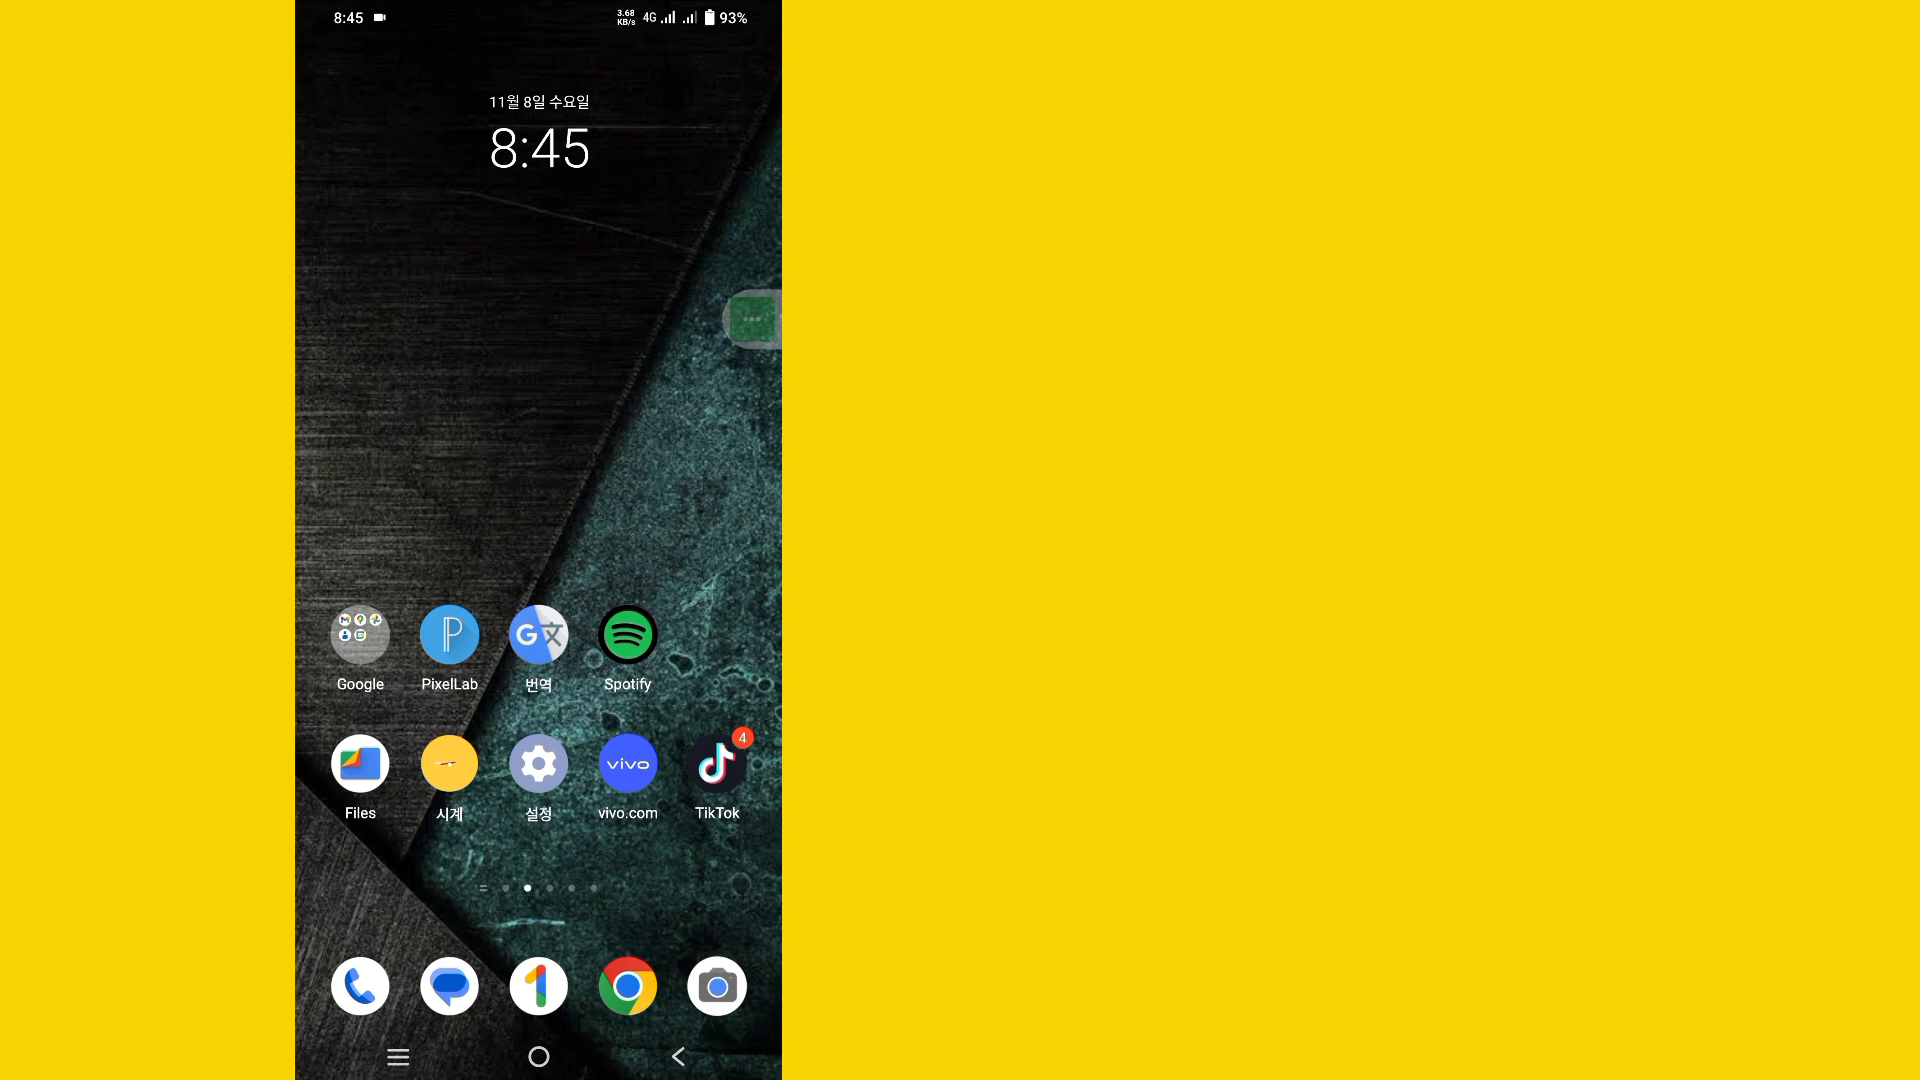 8:45
3.68
KB/s
4G
93%
11월 8일 수요일
8:45
Google
PixelLab
번역
Spotify
4
Files
시계
설정
vivo
vivo.com
TikTok